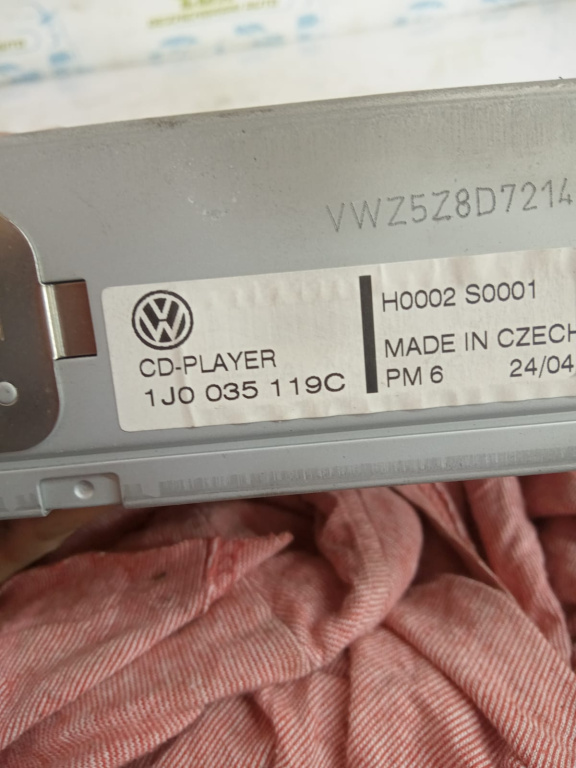 VWZ5Z8D7214
CD-PLAYER
1J0 035 119C
H0002 S0001
MADE IN CZECH
PM 6 24/04